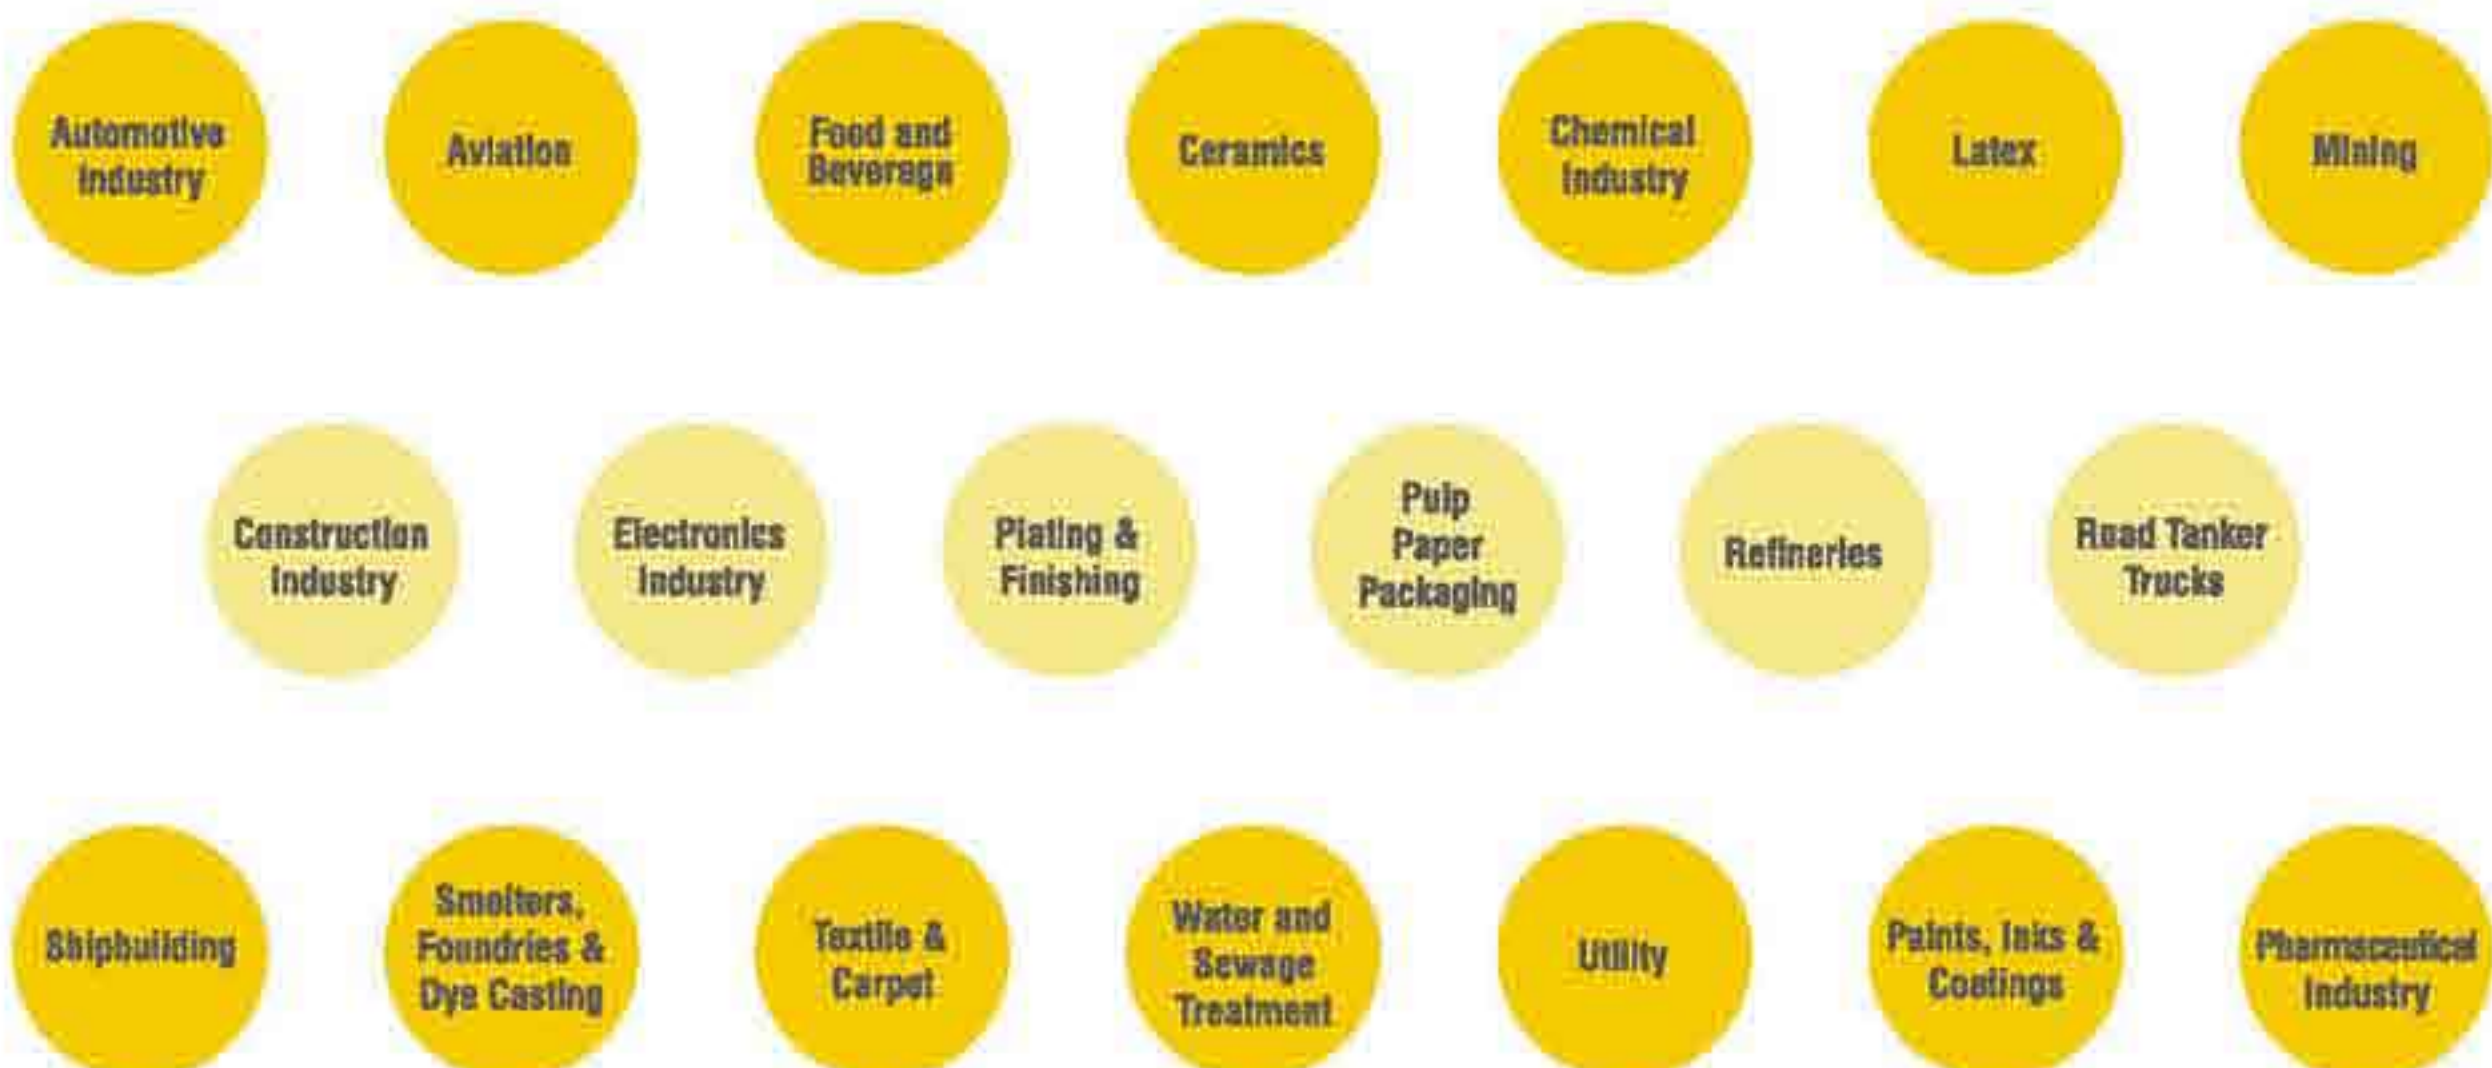 Automotive
Industry
Aviation
Food and
Beverage
Ceramics
Chemical
Industry
Latex
Mining
Construction
Industry
Electronics
Industry
Plating &
Finishing
Pulp
Paper
Packaging
Refineries
Road Tanker
Trucks
Shipbuilding
Smelters,
Foundries &
Dye Casting
Textile &
Carpet
Water and
Sewage
Treatment
Utility
Paints, Inks &
Coatings
Pharmaceutical
Industry